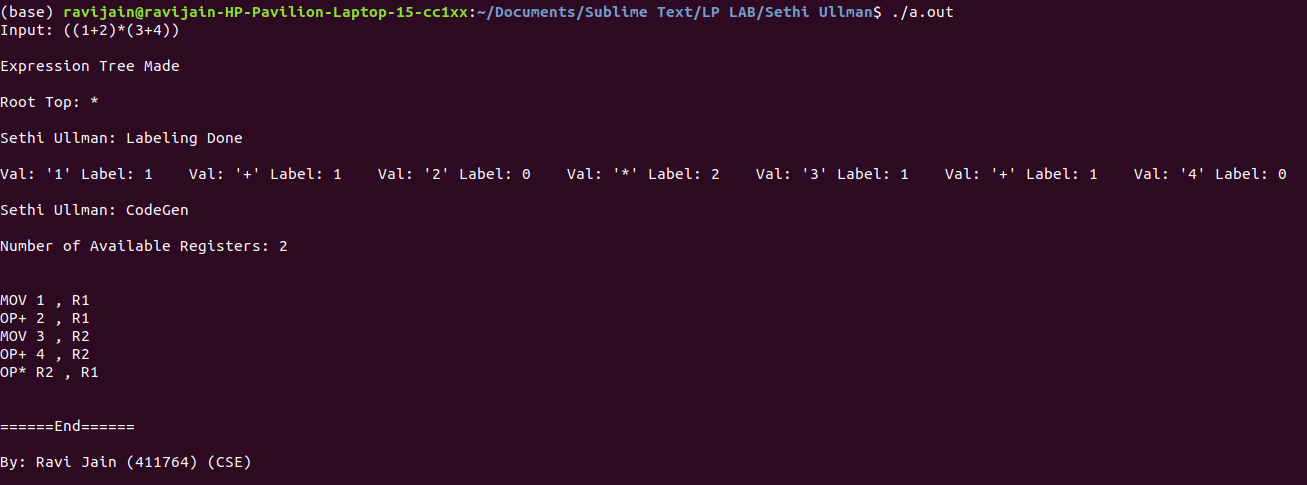 (base) ravijain@ravijain-HP-Pavilion-Laptop-15-cc1xx:~/Documents/Sublime Text/LP LAB/Sethi Ullman$ ./a.out
Input: ((1+2)*(3+4))
Expression Tree Made
Root Top: *
Sethi Ullman: Labeling Done
Val: '1' Label: 1    Val: '+' Label: 1    Val: '2' Label: 0    Val: '*' Label: 2    Val: '3' Label: 1    Val: '+' Label: 1    Val: '4' Label: 0
Sethi Ullman: CodeGen
Number of Available Registers: 2
MOV 1 , R1
OP+ 2 , R1
MOV 3 , R2
OP+ 4 , R2
OP* R2 , R1
======End======
By: Ravi Jain (411764) (CSE)